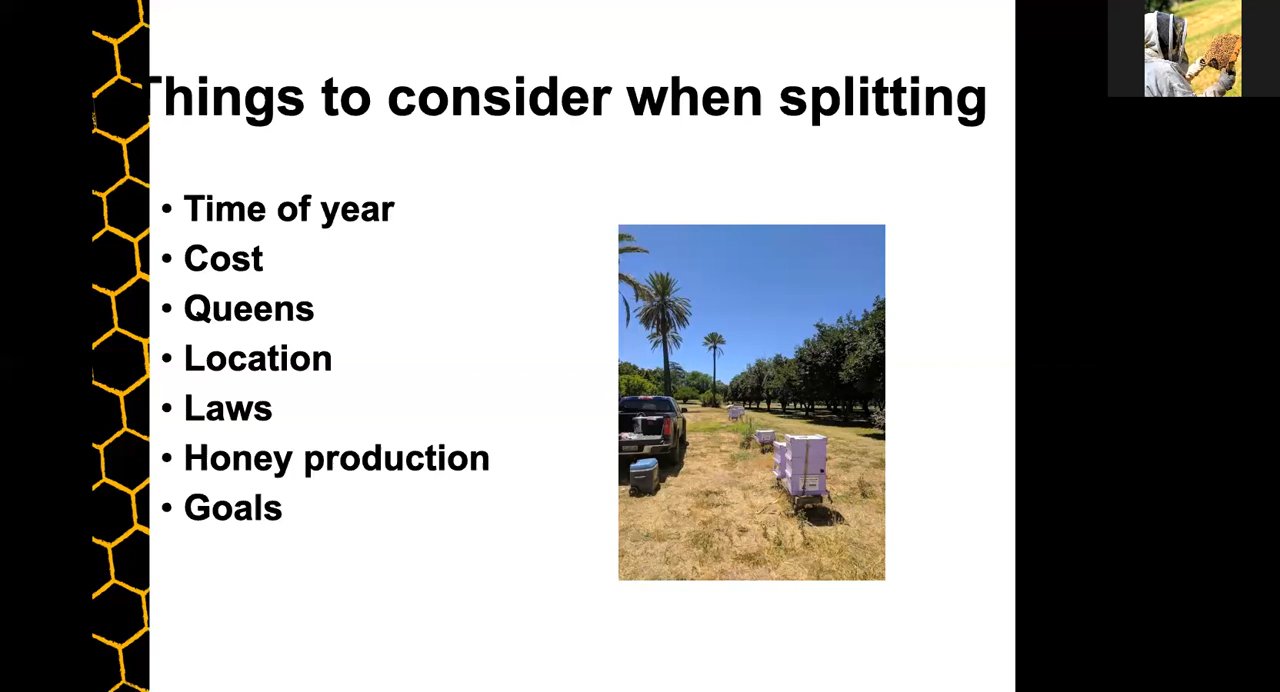 Things to consider when splitting
• Time of year
• Cost
• Queens
• Location
• Laws
• Honey production
• Goals